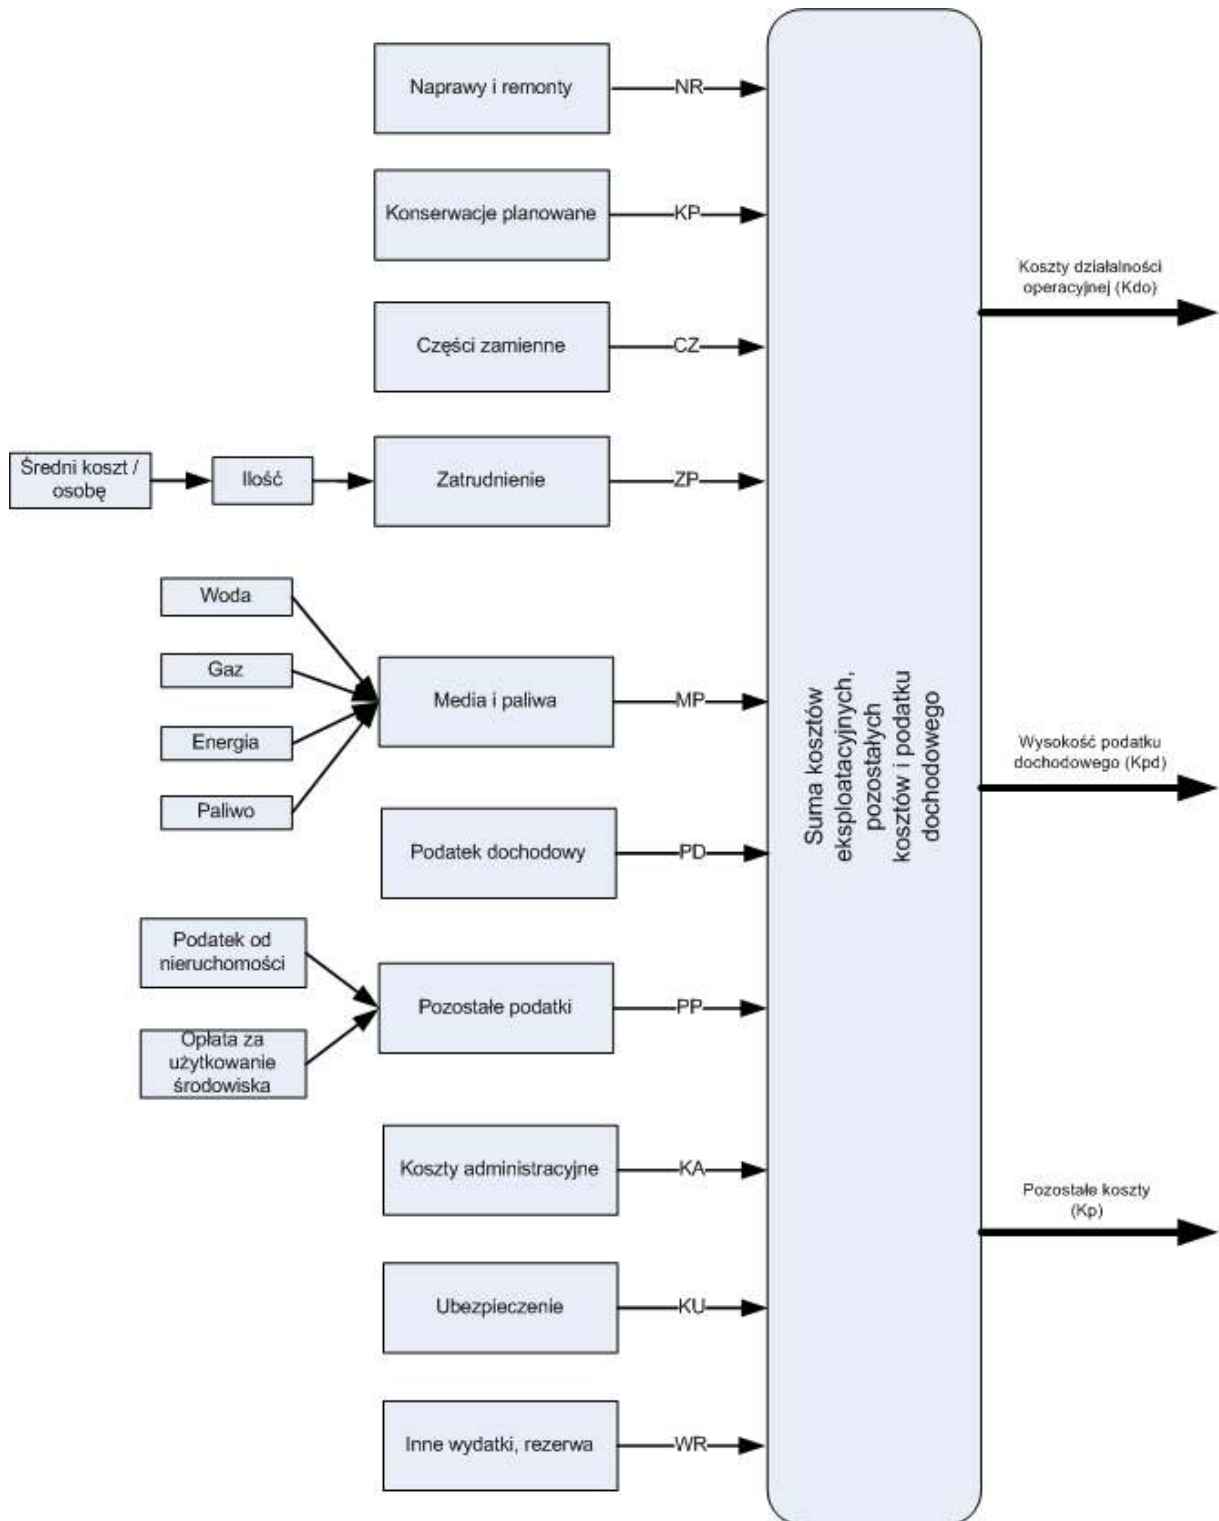 Naprawy i remonty
NR
Konserwacje planowane
KP
Części zamienne
CZ
Średni koszt /
osobę
Ilość
Zatrudnienie
ZP
Woda
Gaz
Energia
Paliwo
Media i paliwa
MP
Podatek dochodowy
PD
Podatek od
nieruchomości
Opłata za
użytkowanie
środowiska
Pozostałe podatki
PP
Koszty administracyjne
KA
Ubezpieczenie
KU
Inne wydatki, rezerwa
WR
Suma kosztów
eksploatacyjnych,
pozostałych
kosztów i podatku
dochodowego
Koszty działalności
operacyjnej (Kdo)
Wysokość podatku
dochodowego (Kpd)
Pozostałe koszty
(Kp)